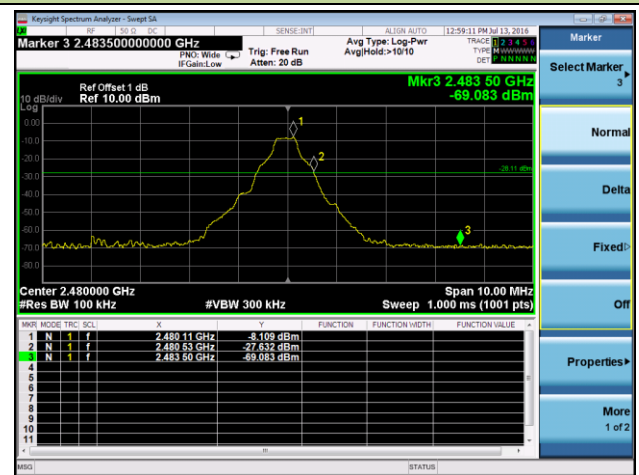 Keysight Spectrum Analyzer - Swept SA
RF 50 Ω DC SENSE:INT ALIGN AUTO 12:59:11 PM Jul 13, 2016
Marker 3 2.483500000000 GHz
PNO: Wide
IFGain:Low
Trig: Free Run
Atten: 20 dB
Avg Type: Log-Pwr
Avg|Hold:>10/10
TRACE 1 2 3 4 5 6
TYPE M W W W W W
DET P N N N N N
Marker
Select Marker
3
Normal
Delta
Fixed
Off
Properties
More
1 of 2
Ref Offset 1 dB
Ref 10.00 dBm
10 dB/div
Log
Mkr3 2.483 50 GHz
-69.083 dBm
0.00
-10.0
-20.0
-30.0
-40.0
-50.0
-60.0
-70.0
-80.0
1
2
3
-28.11 dBm
Center 2.480000 GHz
#Res BW 100 kHz
#VBW 300 kHz
Span 10.00 MHz
Sweep 1.000 ms (1001 pts)
MKR MODE TRC SCL X Y FUNCTION FUNCTION WIDTH FUNCTION VALUE
1 N 1 f 2.480 11 GHz -8.109 dBm
2 N 1 f 2.480 53 GHz -27.632 dBm
3 N 1 f 2.483 50 GHz -69.083 dBm
4
5
6
7
8
9
10
11
MSG
STATUS